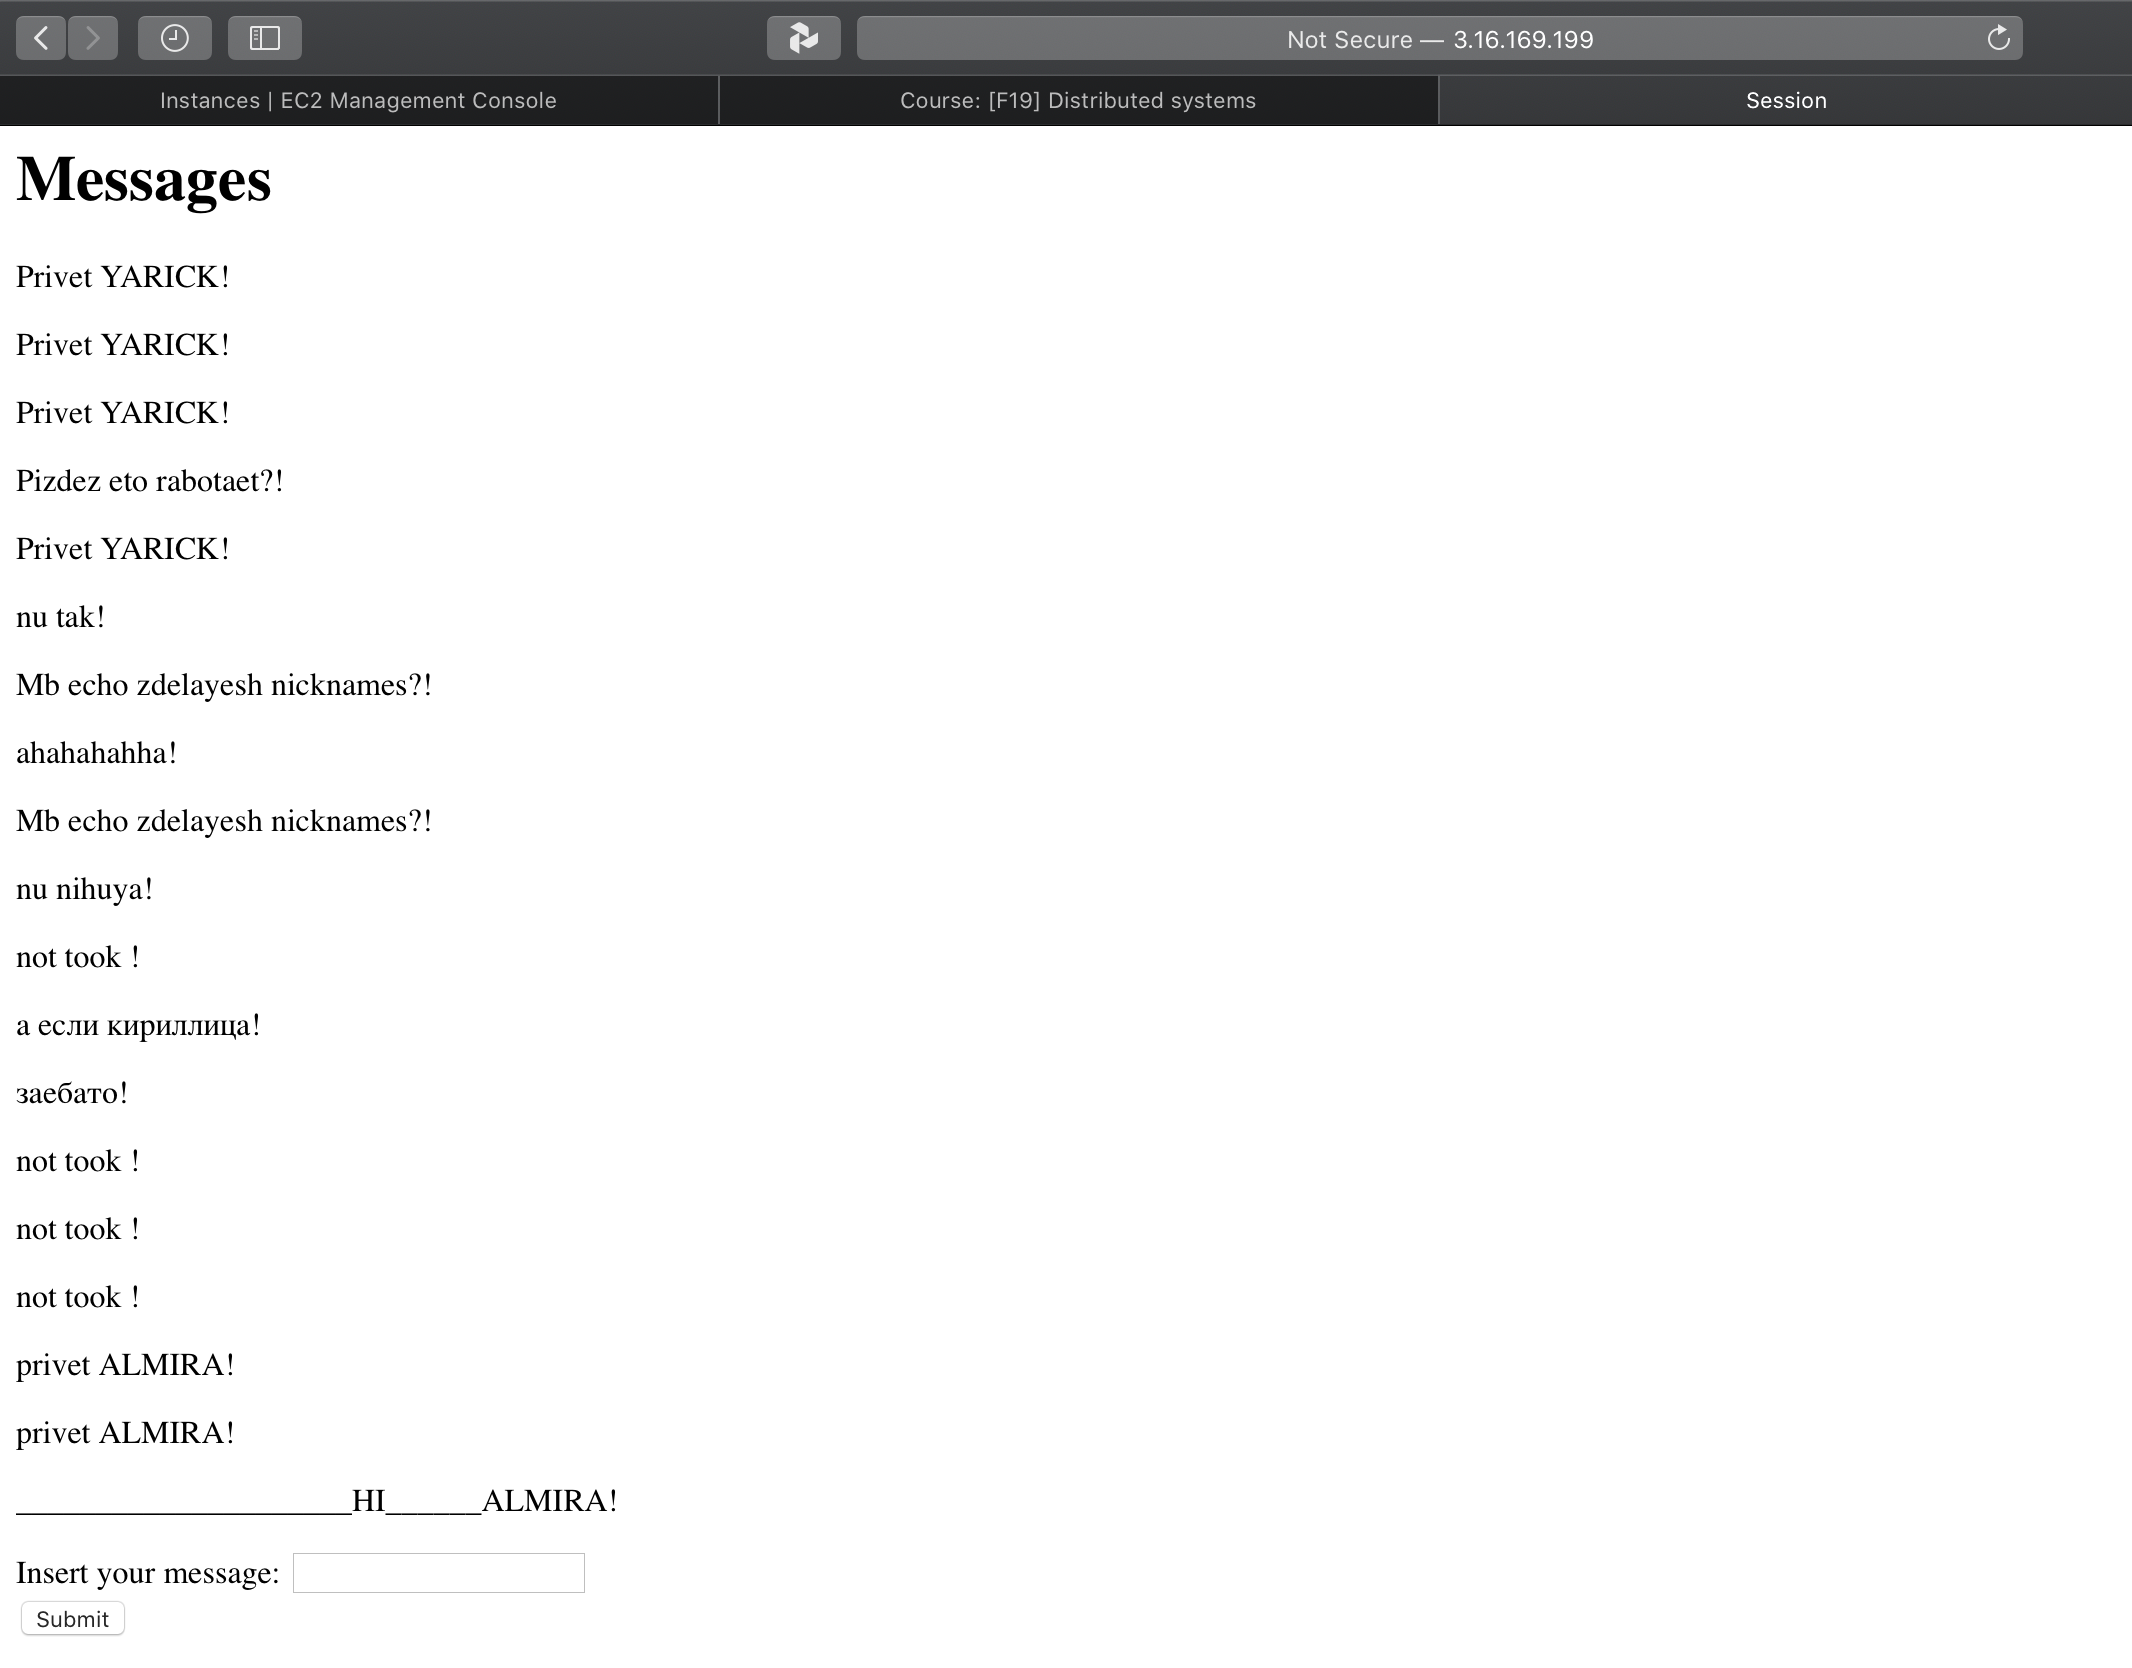 Not Secure — 3.16.169.199
Instances | EC2 Management Console
Course: [F19] Distributed systems
Session
Messages
Privet YARICK!
Privet YARICK!
Privet YARICK!
Pizdez eto rabotaet?!
Privet YARICK!
nu tak!
Mb echo zdelayesh nicknames?!
ahahahahha!
Mb echo zdelayesh nicknames?!
nu nihuya!
not took !
а если кириллица!
заебато!
not took !
not took !
not took !
privet ALMIRA!
privet ALMIRA!
_____________________HI______ALMIRA!
Insert your message:
Submit